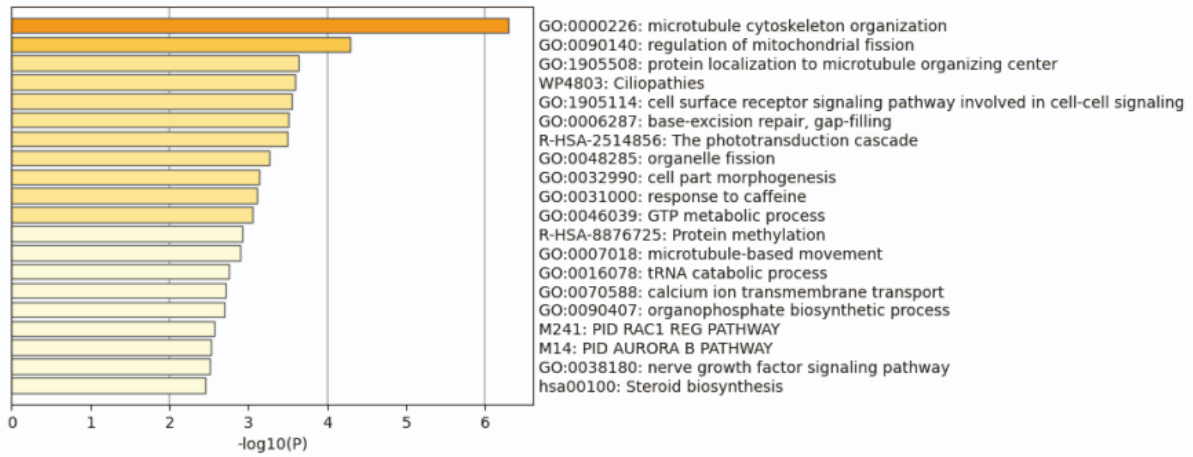 GO:0000226: microtubule cytoskeleton organization
GO:0090140: regulation of mitochondrial fission
GO:1905508: protein localization to microtubule organizing center
WP4803: Ciliopathies
GO:1905114: cell surface receptor signaling pathway involved in cell-cell signaling
GO:0006287: base-excision repair, gap-filling
R-HSA-2514856: The phototransduction cascade
GO:0048285: organelle fission
GO:0032990: cell part morphogenesis
GO:0031000: response to caffeine
GO:0046039: GTP metabolic process
R-HSA-8876725: Protein methylation
GO:0007018: microtubule-based movement
GO:0016078: tRNA catabolic process
GO:0070588: calcium ion transmembrane transport
GO:0090407: organophosphate biosynthetic process
M241: PID RAC1 REG PATHWAY
M14: PID AURORA B PATHWAY
GO:0038180: nerve growth factor signaling pathway
hsa00100: Steroid biosynthesis
0 1 2 3 4 5 6
-log10(P)